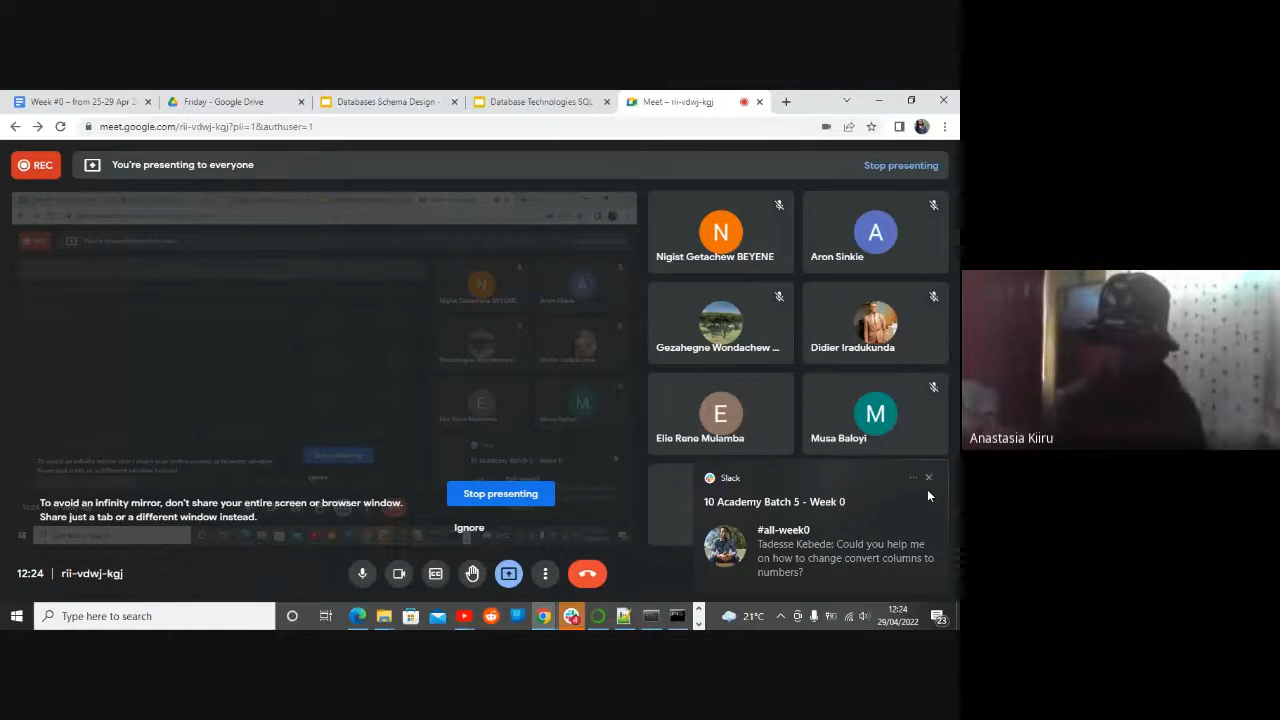 Week #0 – from 25-29 Apr 2
Friday - Google Drive
Databases Schema Design -
Database Technologies SQL
Meet – rii-vdwj-kgj
meet.google.com/rii-vdwj-kgj?pli=1&authuser=1
REC
You're presenting to everyone
Stop presenting
N
Nigist Getachew BEYENE
A
Aron Sinkie
Gezahegne Wondachew ...
Didier Iradukunda
E
Elie Rene Mulamba
M
Musa Baloyi
Anastasia Kiiru
To avoid an infinity mirror, don't share your entire screen or browser window.
Share just a tab or a different window instead.
Stop presenting
Ignore
Slack
10 Academy Batch 5 - Week 0
#all-week0
Tadesse Kebede: Could you help me
on how to change convert columns to
numbers?
12:24 | rii-vdwj-kgj
Type here to search
21°C
12:24
29/04/2022
23